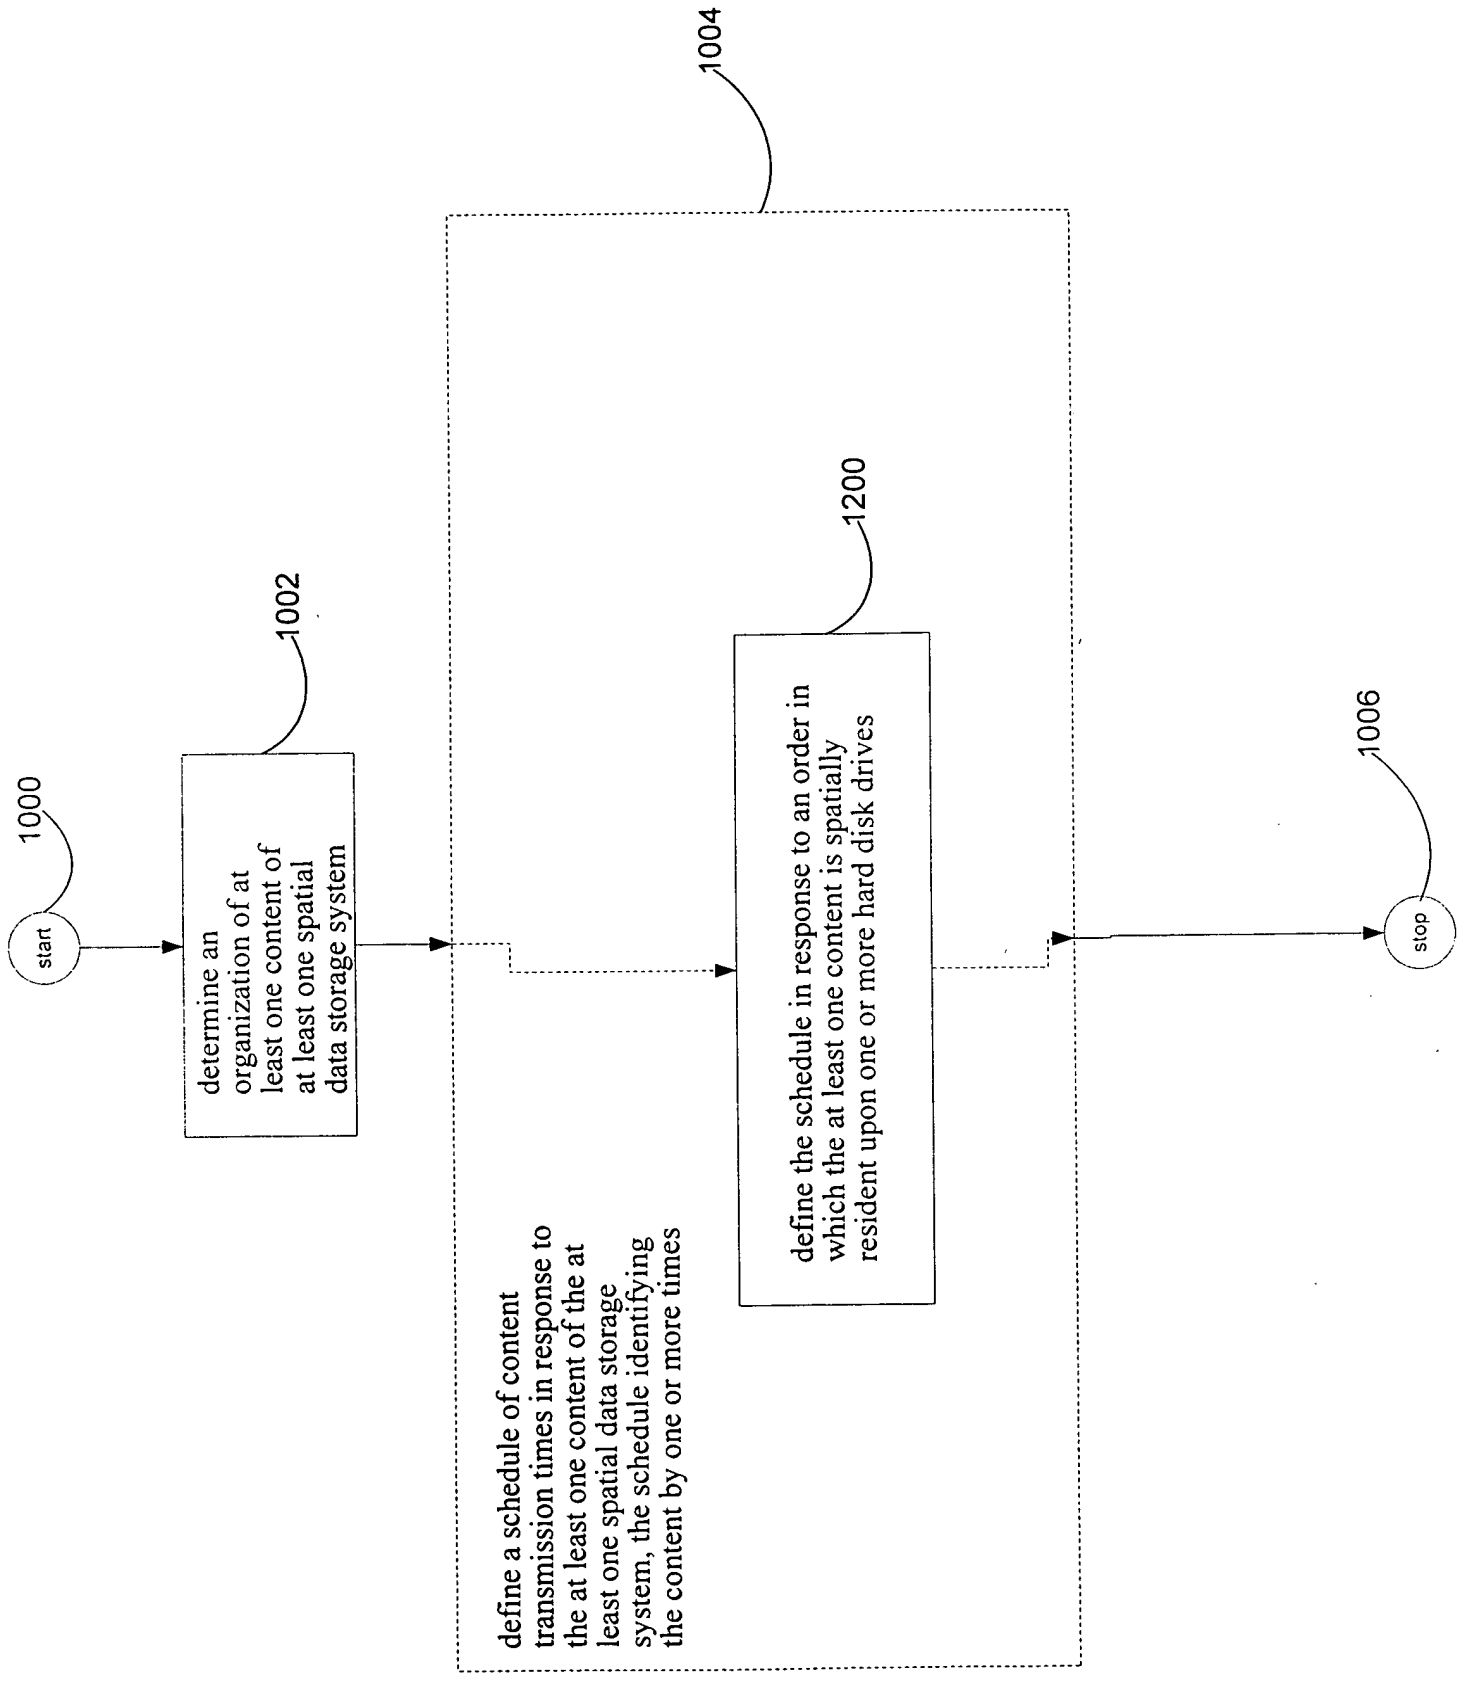 1000
start
1002
determine an
organization of at
least one content of
at least one spatial
data storage system
1004
define a schedule of content
transmission times in response to
the at least one content of the at
least one spatial data storage
system, the schedule identifying
the content by one or more times
1200
define the schedule in response to an order in
which the at least one content is spatially
resident upon one or more hard disk drives
1006
stop